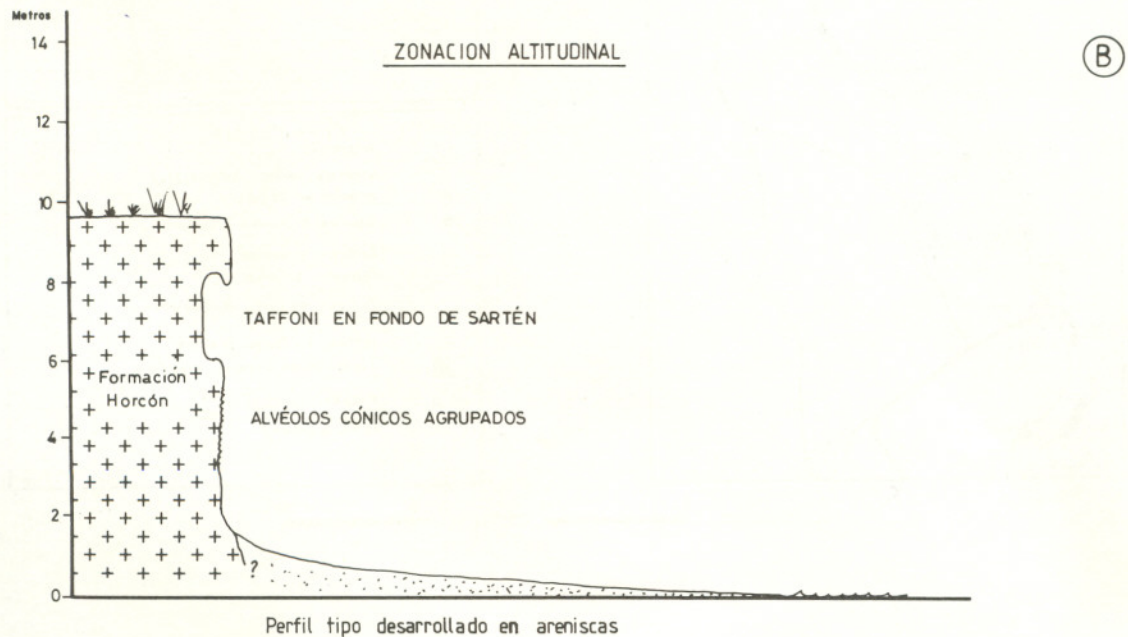 Metros
ZONACION ALTITUDINAL
B
14
12
10
8
TAFFONI EN FONDO DE SARTÉN
6
Formación
Horcón
ALVÉOLOS CÓNICOS AGRUPADOS
4
2
?
0
Perfil tipo desarrollado en areniscas